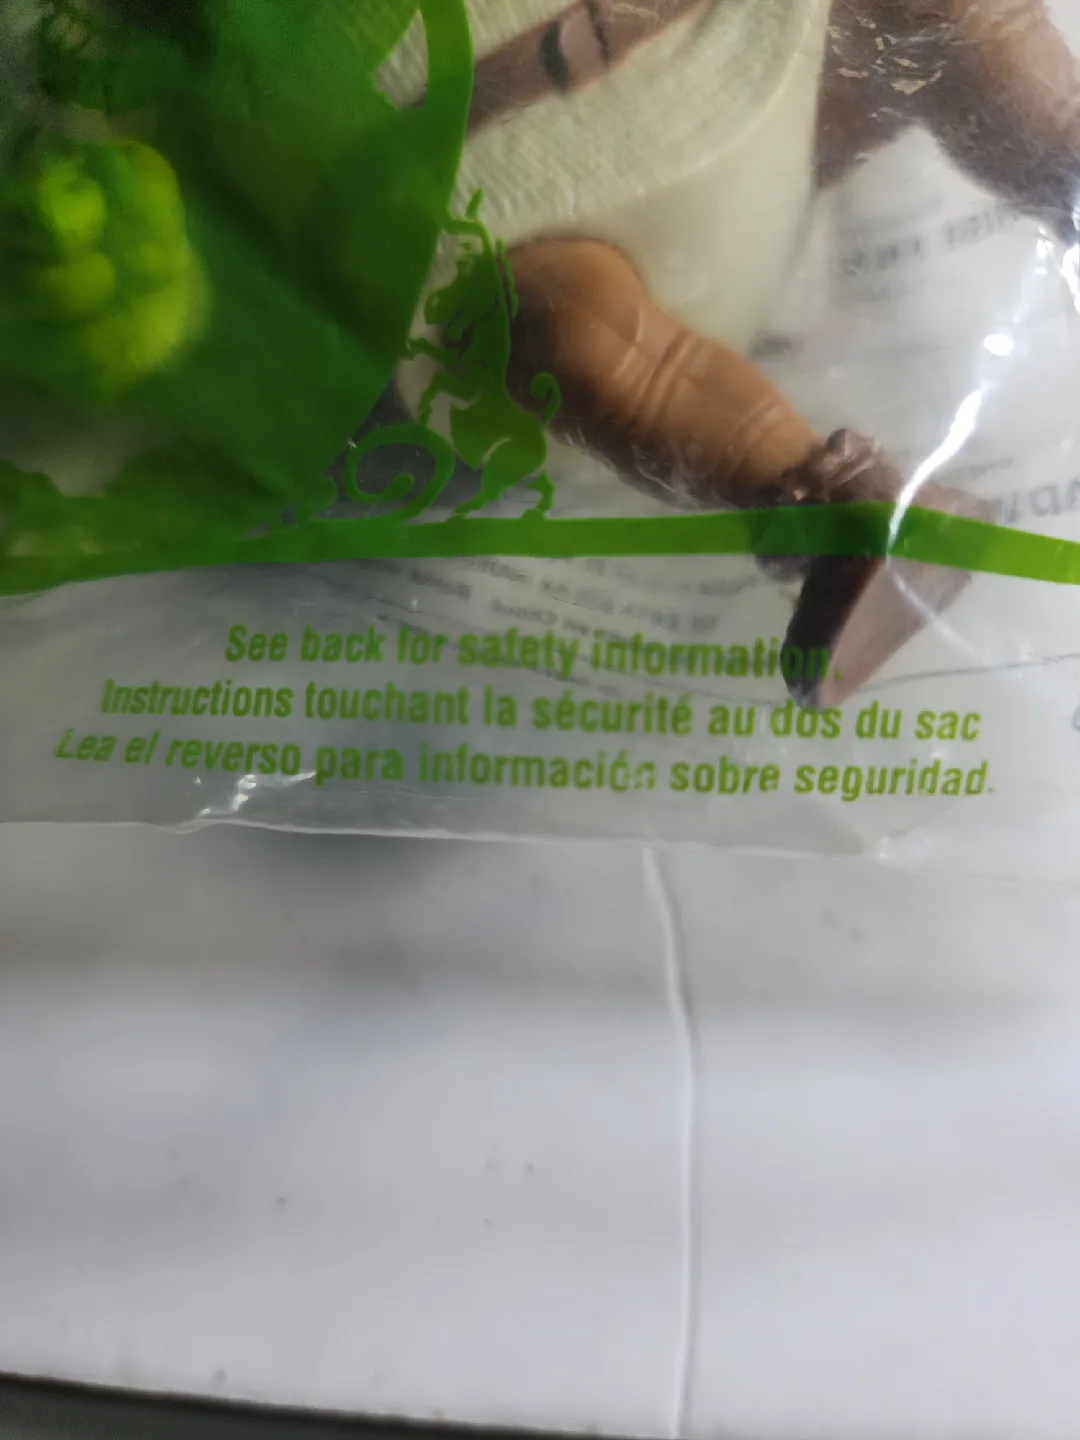 See back for safety information.
Instructions touchant la sécurité au dos du sac
Lea el reverso para información sobre seguridad.